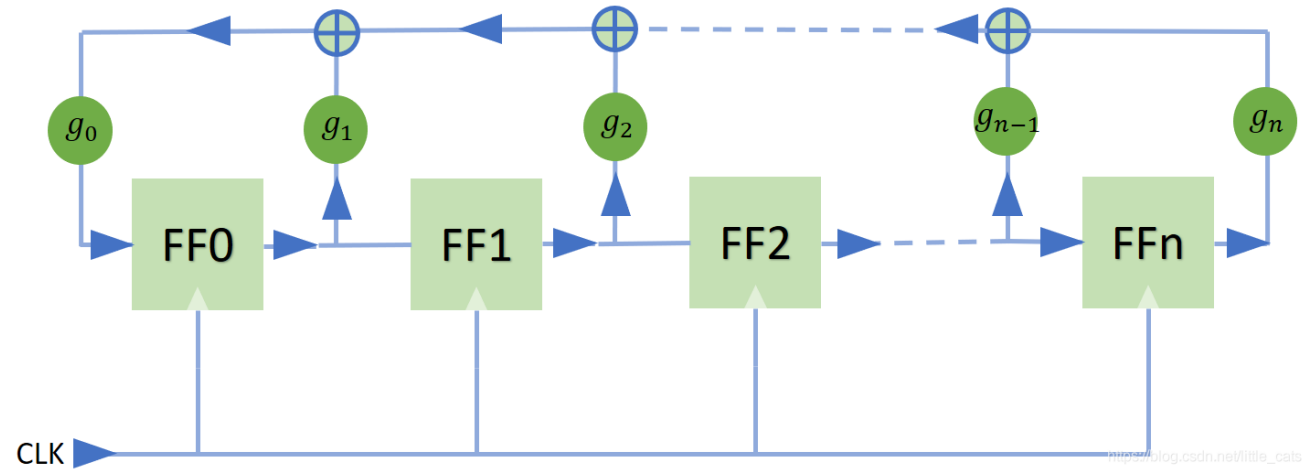 g₀ g₁ g₂ gₙ₋₁ gₙ
FF0 FF1 FF2 FFn
CLK
https://blog.csdn.net/little_cats